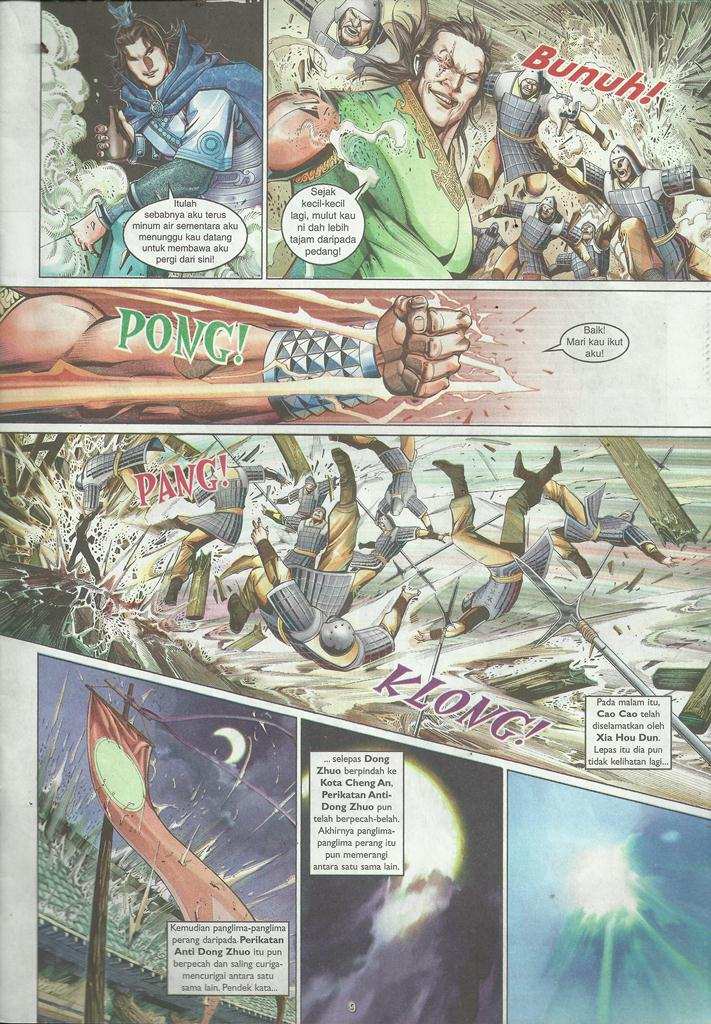 Itulah
sebabnya aku terus
minum air sementara aku
menunggu kau datang
untuk membawa aku
pergi dari sini!
Bunuh!
Sejak
kecil-kecil
lagi, mulut kau
ni dah lebih
tajam daripada
pedang!
PONG!
Baik!
Mari kau ikut
aku!
PANG!
KLONG!
Pada malam itu,
Cao Cao telah
diselamatkan oleh
Xia Hou Dun.
Lepas itu dia pun
tidak kelihatan lagi...
Kemudian panglima-panglima
perang daripada Perikatan
Anti Dong Zhuo itu pun
berpecah dan saling curiga-
mencurigai antara satu
sama lain. Pendek kata...
... selepas Dong
Zhuo berpindah ke
Kota Cheng An,
Perikatan Anti-
Dong Zhuo pun
telah berpecah-belah.
Akhirnya panglima-
panglima perang itu
pun memerangi
antara satu sama lain.
9